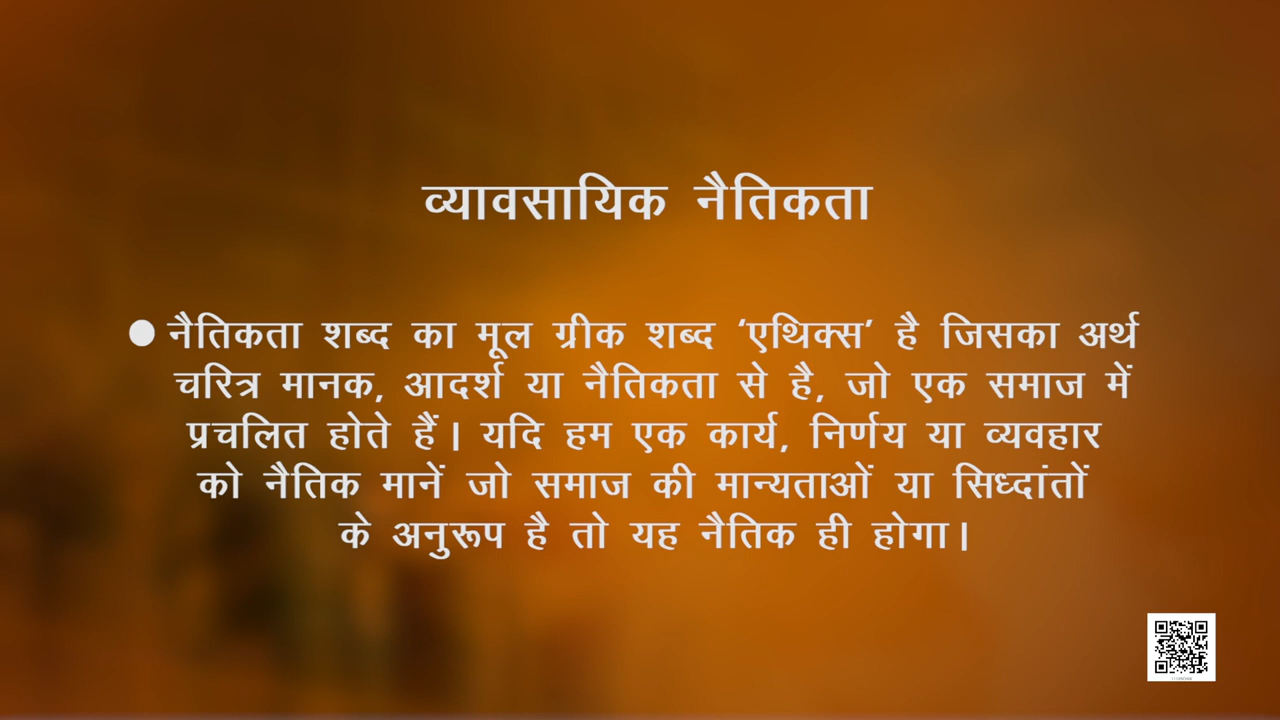 व्यावसायिक नैतिकता
● नैतिकता शब्द का मूल ग्रीक शब्द ‘एथिक्स’ है जिसका अर्थ
चरित्र मानक, आदर्श या नैतिकता से है, जो एक समाज में
प्रचलित होते हैं। यदि हम एक कार्य, निर्णय या व्यवहार
को नैतिक मानें जो समाज की मान्यताओं या सिध्दांतों
के अनुरूप है तो यह नैतिक ही होगा।